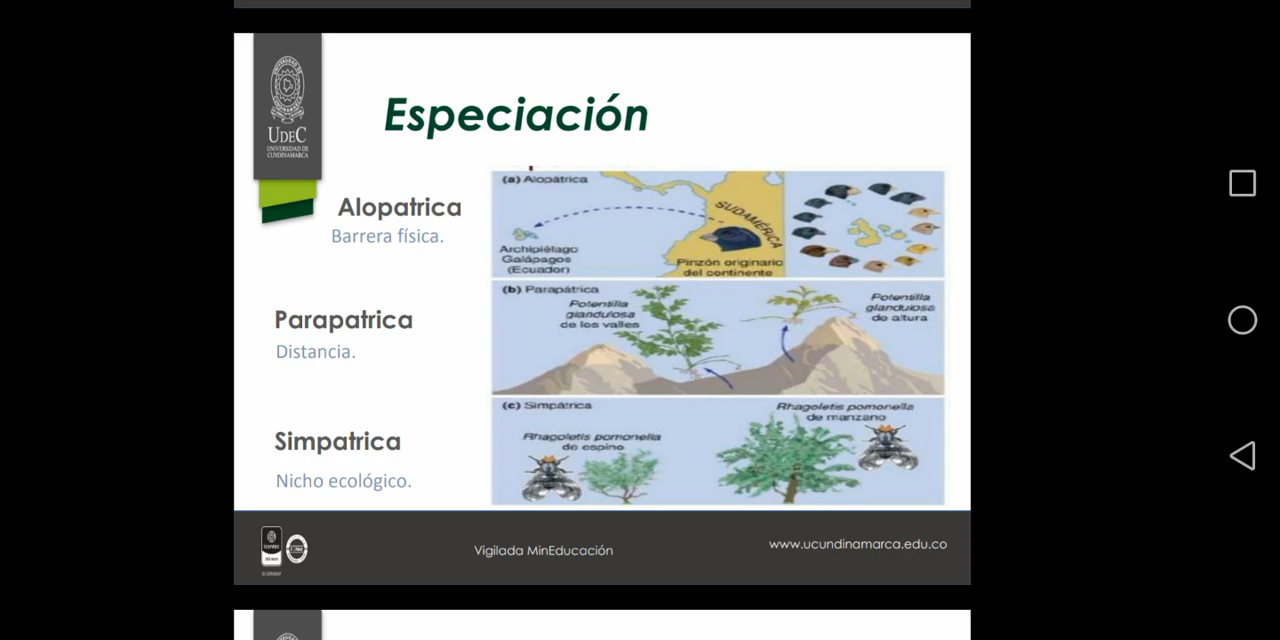 UDEC
UNIVERSIDAD DE
CUNDINAMARCA
Especiación
Alopatrica
Barrera física.
Parapatrica
Distancia.
Simpatrica
Nicho ecológico.
(a) Alopátrica
SUDAMÉRICA
Archipiélago
Galápagos
(Ecuador)
Pinzón originario
del continente
(b) Parapátrica
Potentilla
glandulosa
de los valles
Potentilla
glandulosa
de altura
(c) Simpátrica
Rhagoletis pomonella
de espino
Rhagoletis pomonella
de manzano
Vigilada MinEducación
www.ucundinamarca.edu.co